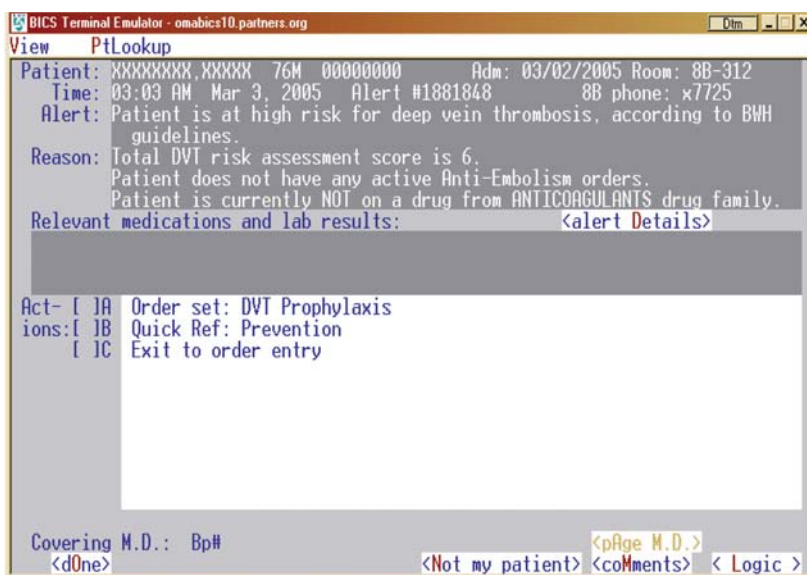 BICS Terminal Emulator - omabics10.partners.org Dtm
View PtLookup
Patient: XXXXXXXX,XXXXX 76M 00000000 Adm: 03/02/2005 Room: 8B-312
Time: 03:03 AM Mar 3, 2005 Alert #1881848 8B phone: x7725
Alert: Patient is at high risk for deep vein thrombosis, according to BWH
guidelines.
Reason: Total DVT risk assessment score is 6.
Patient does not have any active Anti-Embolism orders.
Patient is currently NOT on a drug from ANTICOAGULANTS drug family.
Relevant medications and lab results: <alert Details>
Act- [ ]A Order set: DVT Prophylaxis
ions:[ ]B Quick Ref: Prevention
[ ]C Exit to order entry
Covering M.D.: Bp# <pAge M.D.>
<dOne> <Not my patient> <coMments> < Logic >